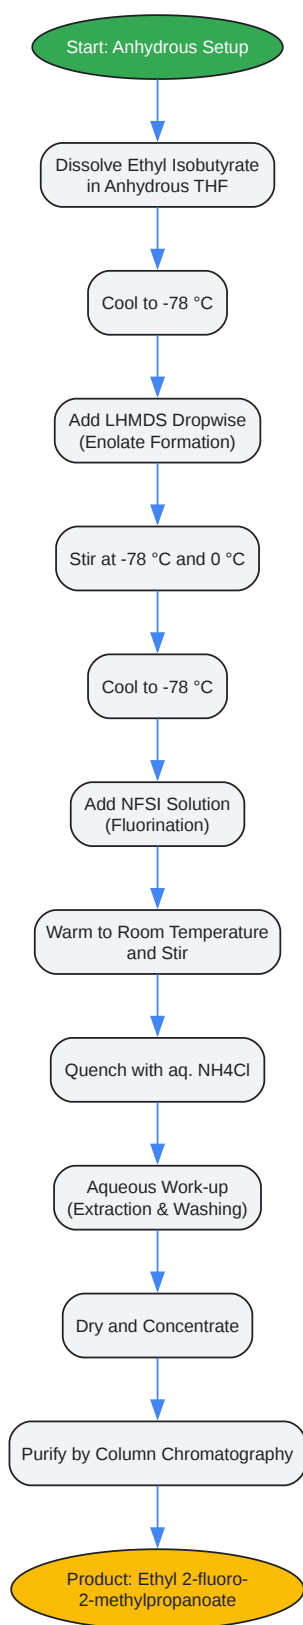 Start: Anhydrous Setup
Dissolve Ethyl Isobutyrate
in Anhydrous THF
Cool to -78 °C
Add LHMDS Dropwise
(Enolate Formation)
Stir at -78 °C and 0 °C
Cool to -78 °C
Add NFSI Solution
(Fluorination)
Warm to Room Temperature
and Stir
Quench with aq. NH4Cl
Aqueous Work-up
(Extraction & Washing)
Dry and Concentrate
Purify by Column Chromatography
Product: Ethyl 2-fluoro-
2-methylpropanoate